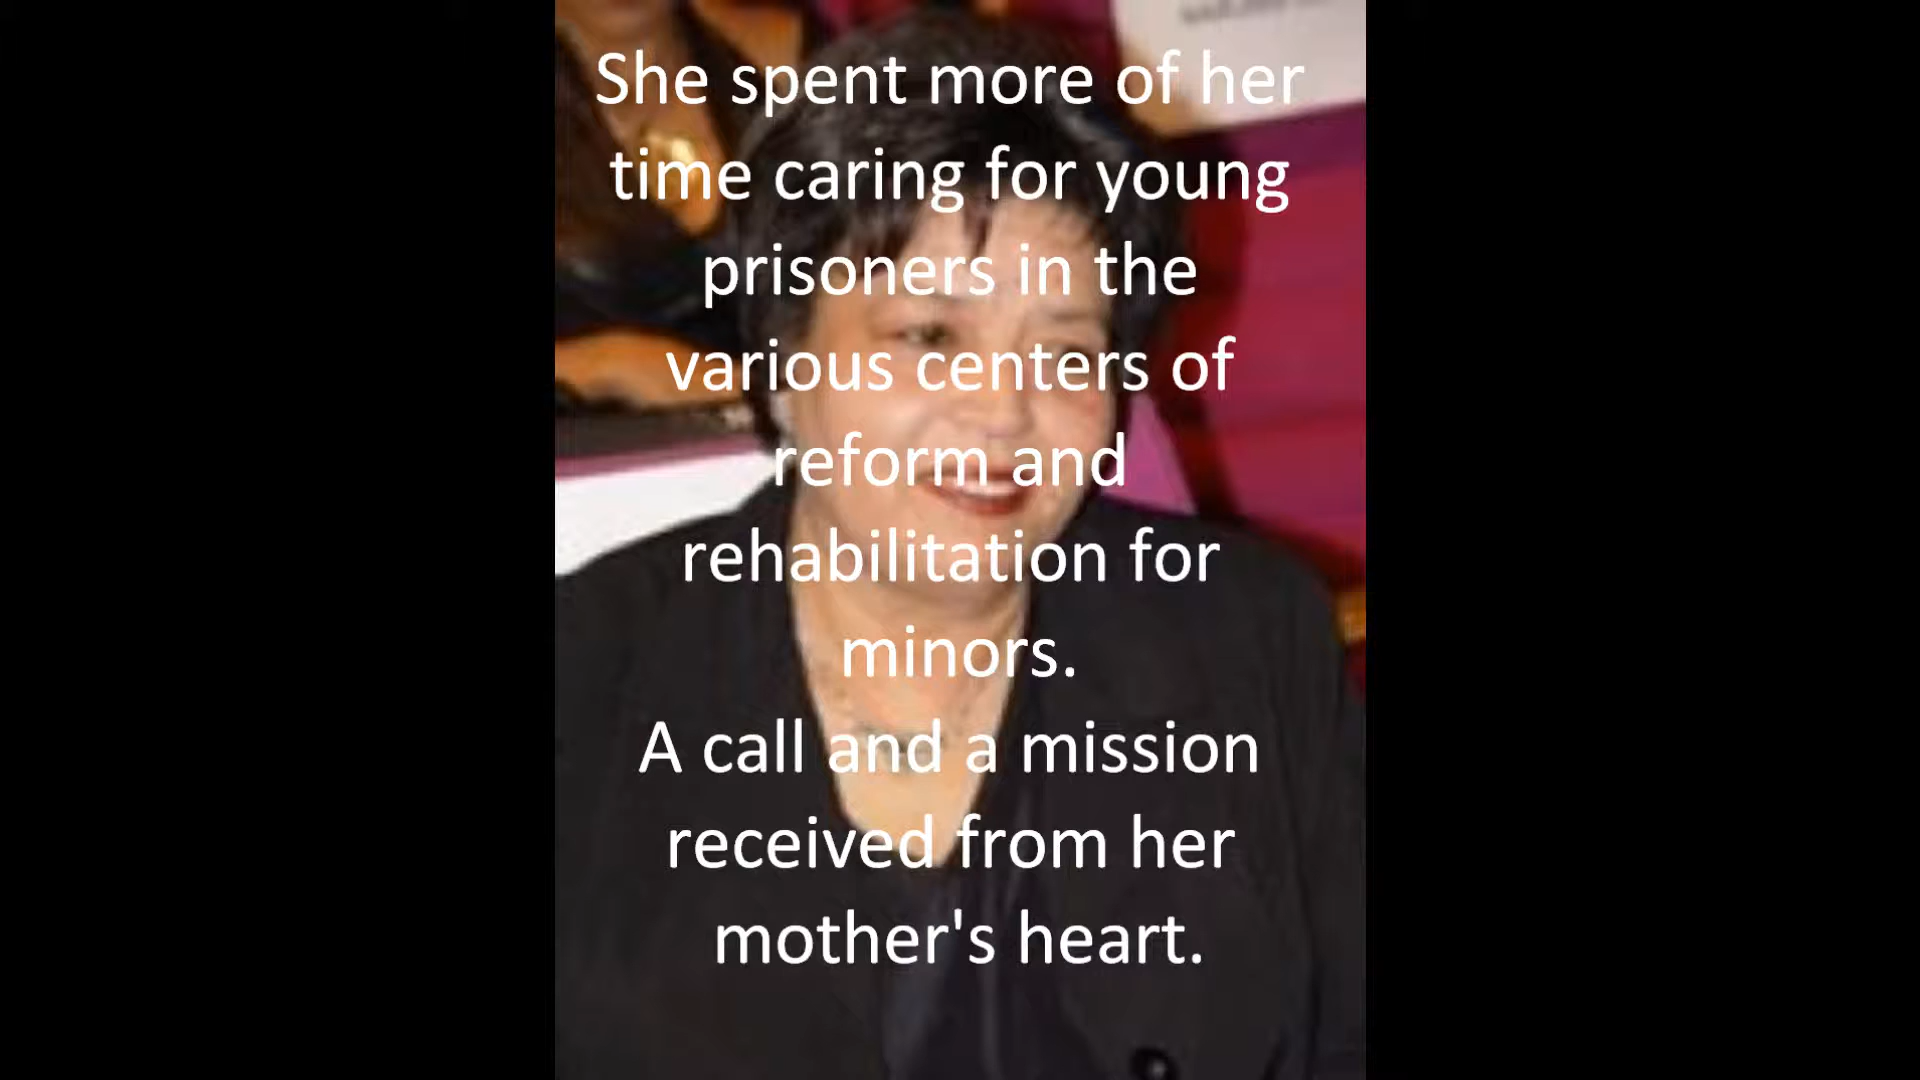 She spent more of her
time caring for young
prisoners in the
various centers of
reform and
rehabilitation for
minors.
A call and a mission
received from her
mother's heart.